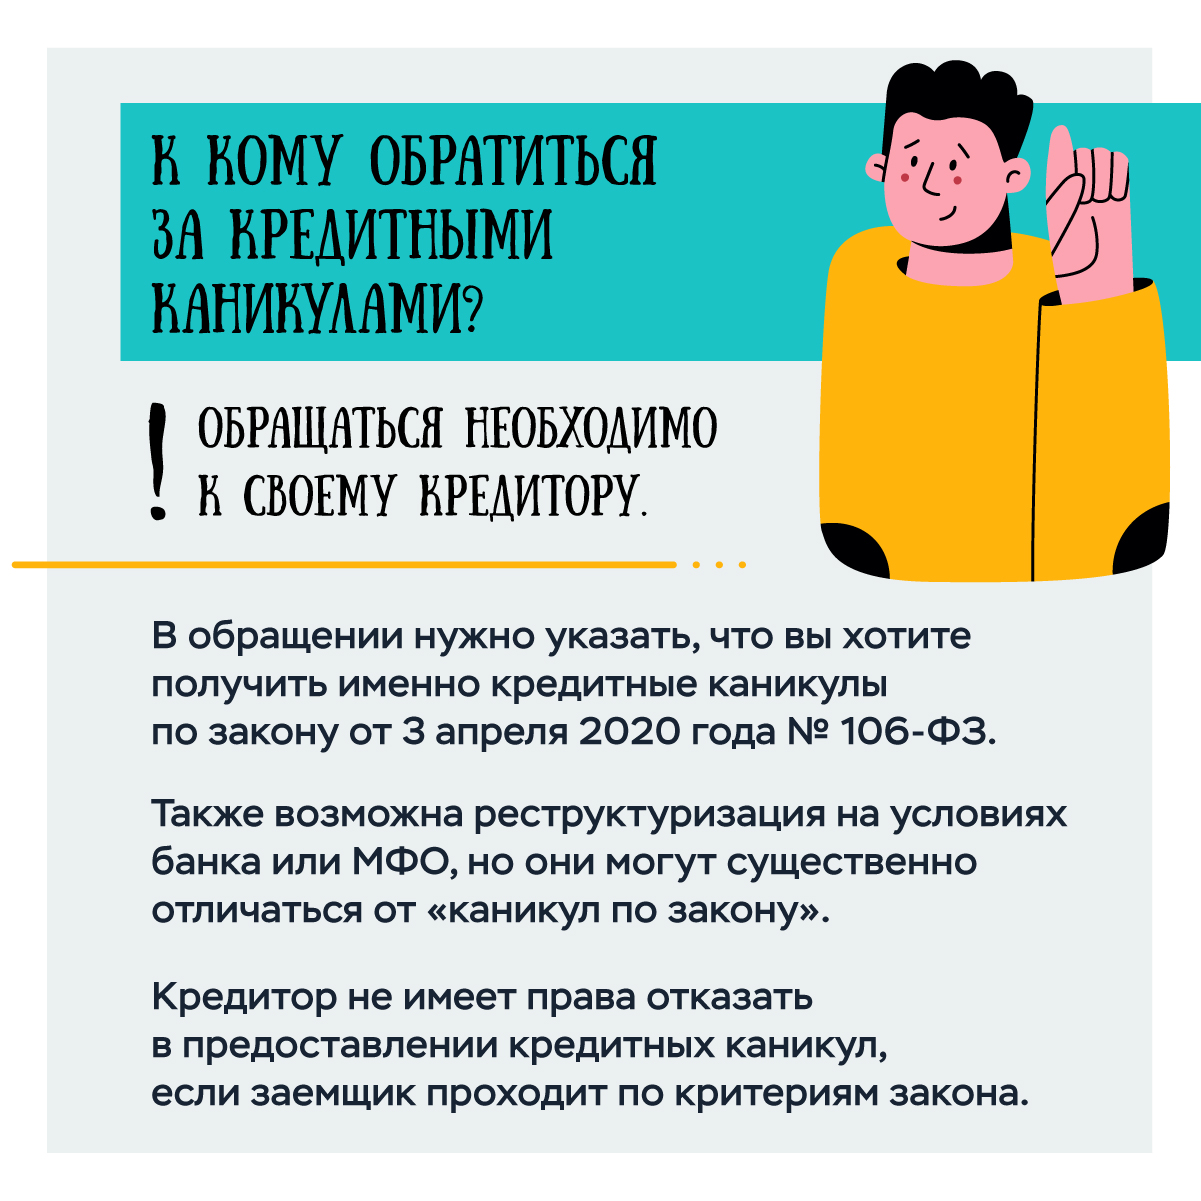 К КОМУ ОБРАТИТЬСЯ
ЗА КРЕДИТНЫМИ
КАНИКУЛАМИ?
! ОБРАЩАТЬСЯ НЕОБХОДИМО
К СВОЕМУ КРЕДИТОРУ.
В обращении нужно указать, что вы хотите
получить именно кредитные каникулы
по закону от 3 апреля 2020 года № 106-ФЗ.
Также возможна реструктуризация на условиях
банка или МФО, но они могут существенно
отличаться от «каникул по закону».
Кредитор не имеет права отказать
в предоставлении кредитных каникул,
если заемщик проходит по критериям закона.